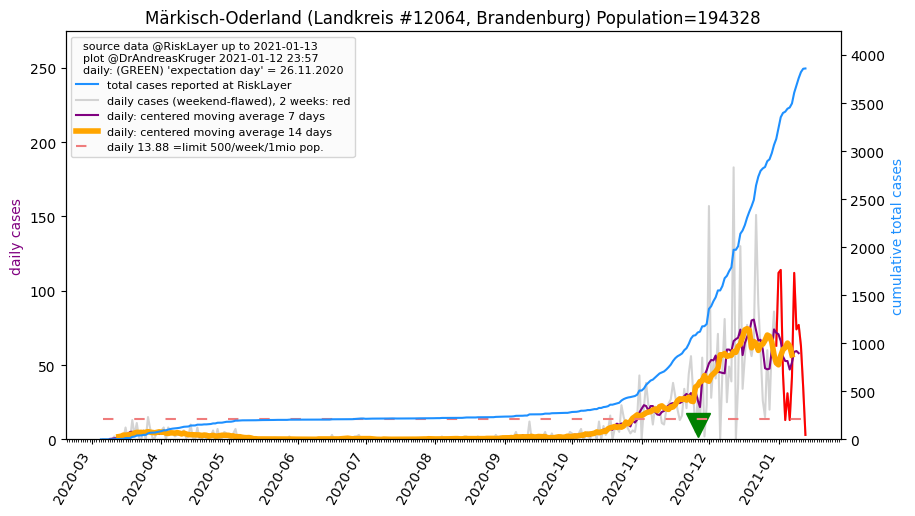 Märkisch-Oderland (Landkreis #12064, Brandenburg) Population=194328
source data @RiskLayer up to 2021-01-13
plot @DrAndreasKruger 2021-01-12 23:57
daily: (GREEN) 'expectation day' = 26.11.2020
total cases reported at RiskLayer
daily cases (weekend-flawed), 2 weeks: red
daily: centered moving average 7 days
daily: centered moving average 14 days
daily 13.88 =limit 500/week/1mio pop.
daily cases
250
200
150
100
50
0
4000
3500
3000
2500
2000
1500
1000
500
0
cumulative total cases
2020-03
2020-04
2020-05
2020-06
2020-07
2020-08
2020-09
2020-10
2020-11
2020-12
2021-01